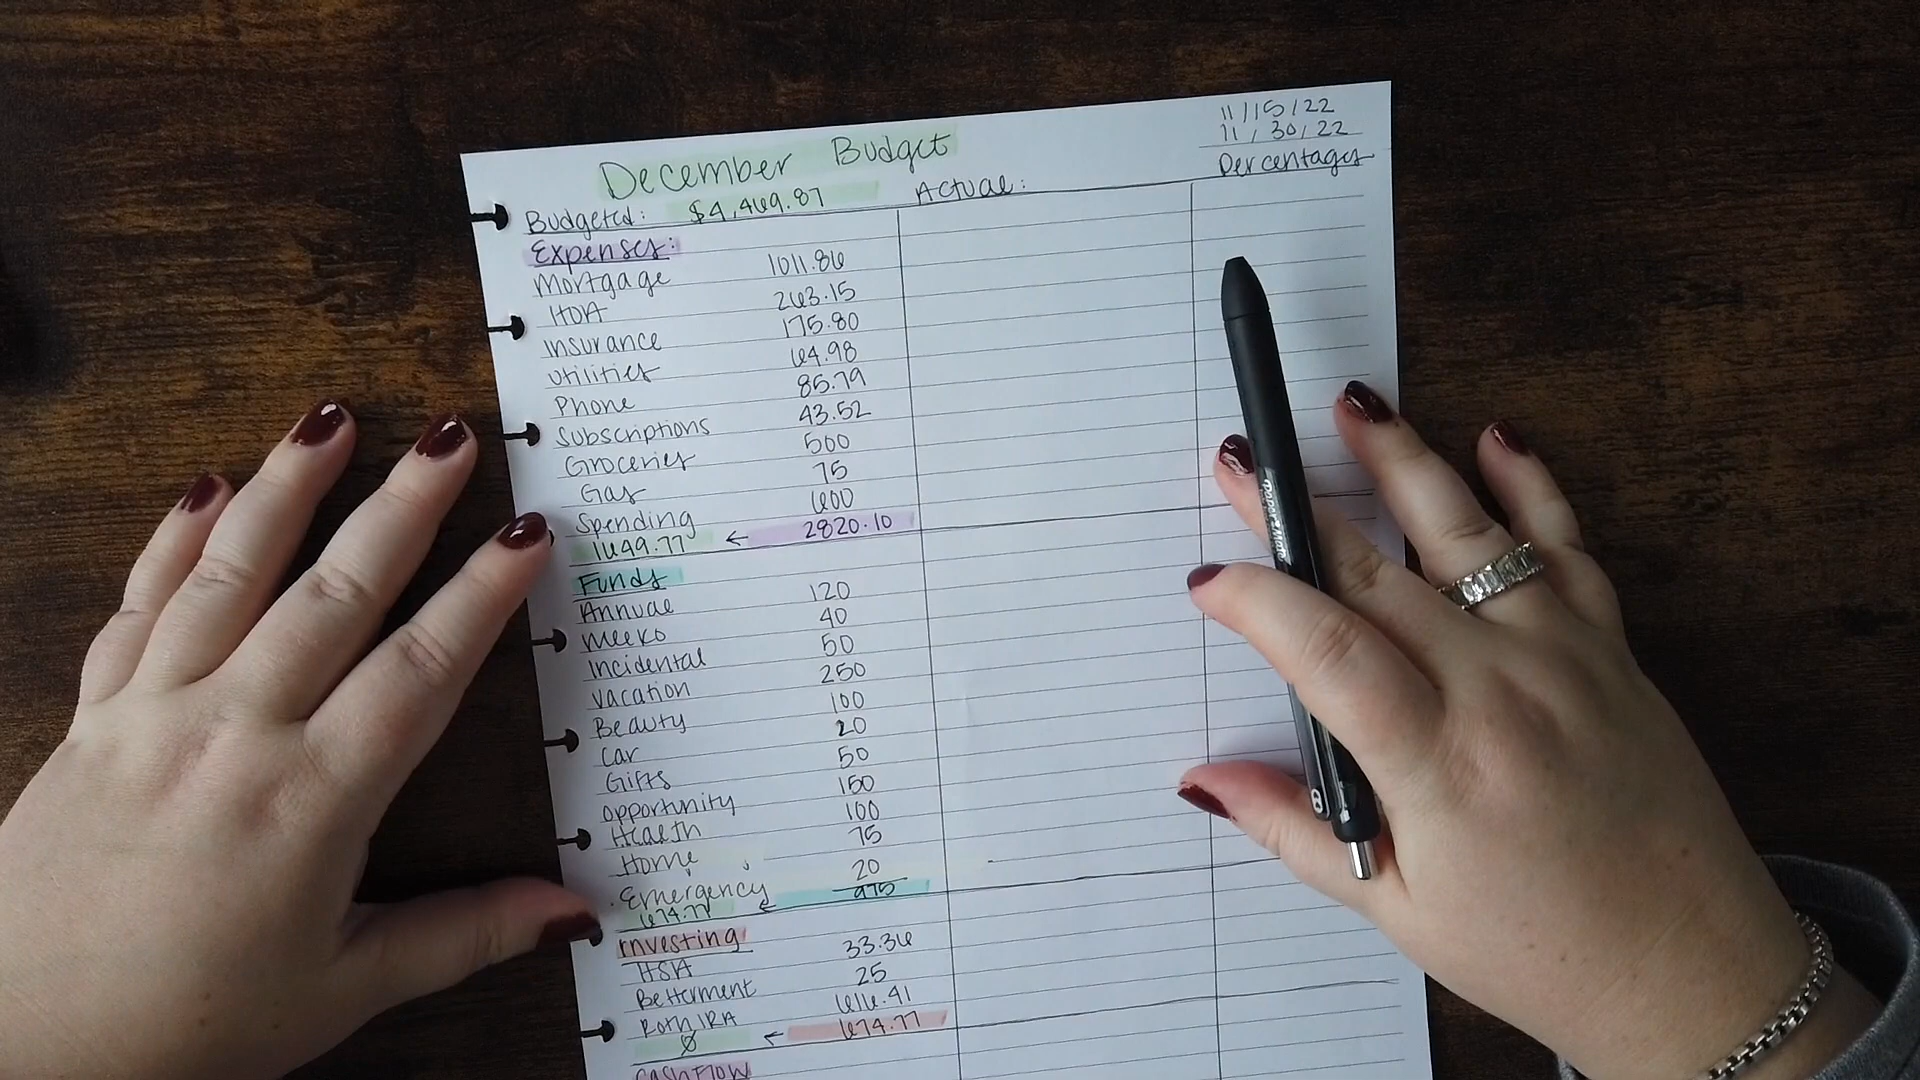 11/15/22
11/30/22
December Budget
Percentages
Budgeted: $4,469.87 Actual:
Expenses:
Mortgage 1011.86
HOA 263.15
Insurance 175.80
Utilities 64.98
Phone 85.79
Subscriptions 43.52
Groceries 500
Gas 75
Spending 600
1649.77 ← 2820.10
Funds
Annual 120
Meeko 40
Incidental 50
Vacation 250
Beauty 100
Car 20
Gifts 50
Opportunity 150
Health 100
Home 75
Emergency 20
674.77 ← 975
Investing
HSA 33.36
Betterment 25
Roth IRA 616.41
Ø ← 674.77
Cashflow
PaperMate